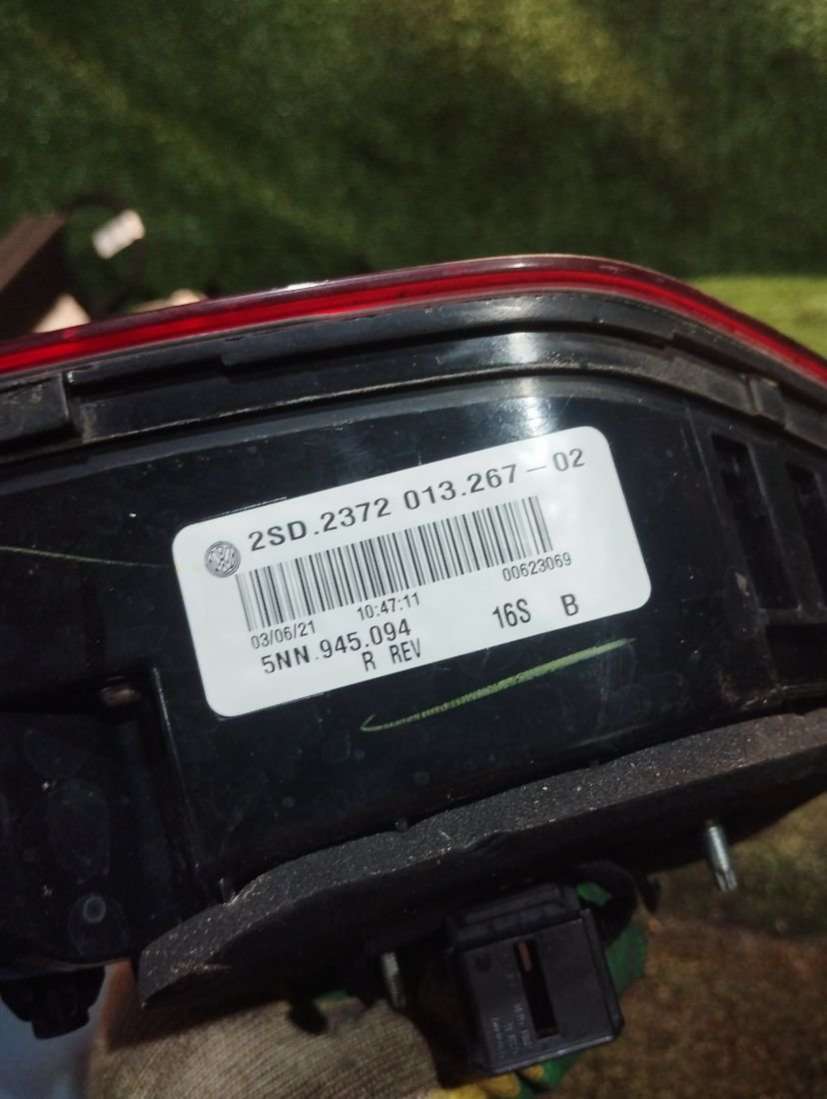 2SD.2372 013.267-02
03/06/21 10:47:11 00623069
5NN.945.094 16S B
R REV